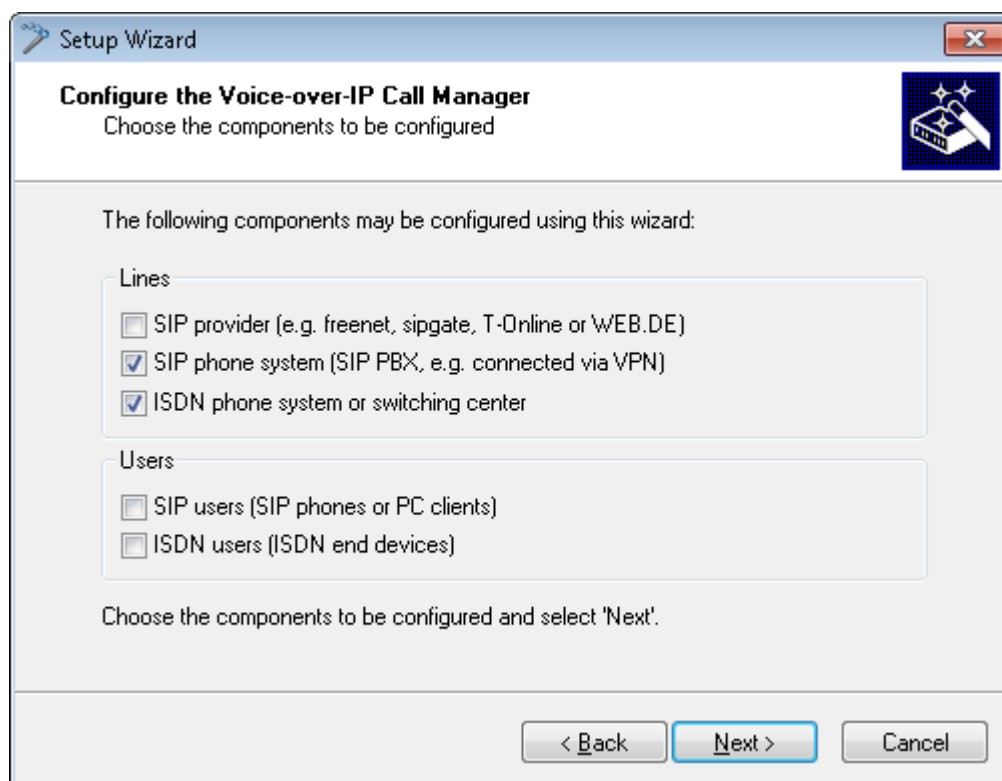 Setup Wizard
Configure the Voice-over-IP Call Manager
Choose the components to be configured
The following components may be configured using this wizard:
Lines
SIP provider (e.g. freenet, sipgate, T-Online or WEB.DE)
SIP phone system (SIP PBX, e.g. connected via VPN)
ISDN phone system or switching center
Users
SIP users (SIP phones or PC clients)
ISDN users (ISDN end devices)
Choose the components to be configured and select 'Next'.
< Back Next > Cancel